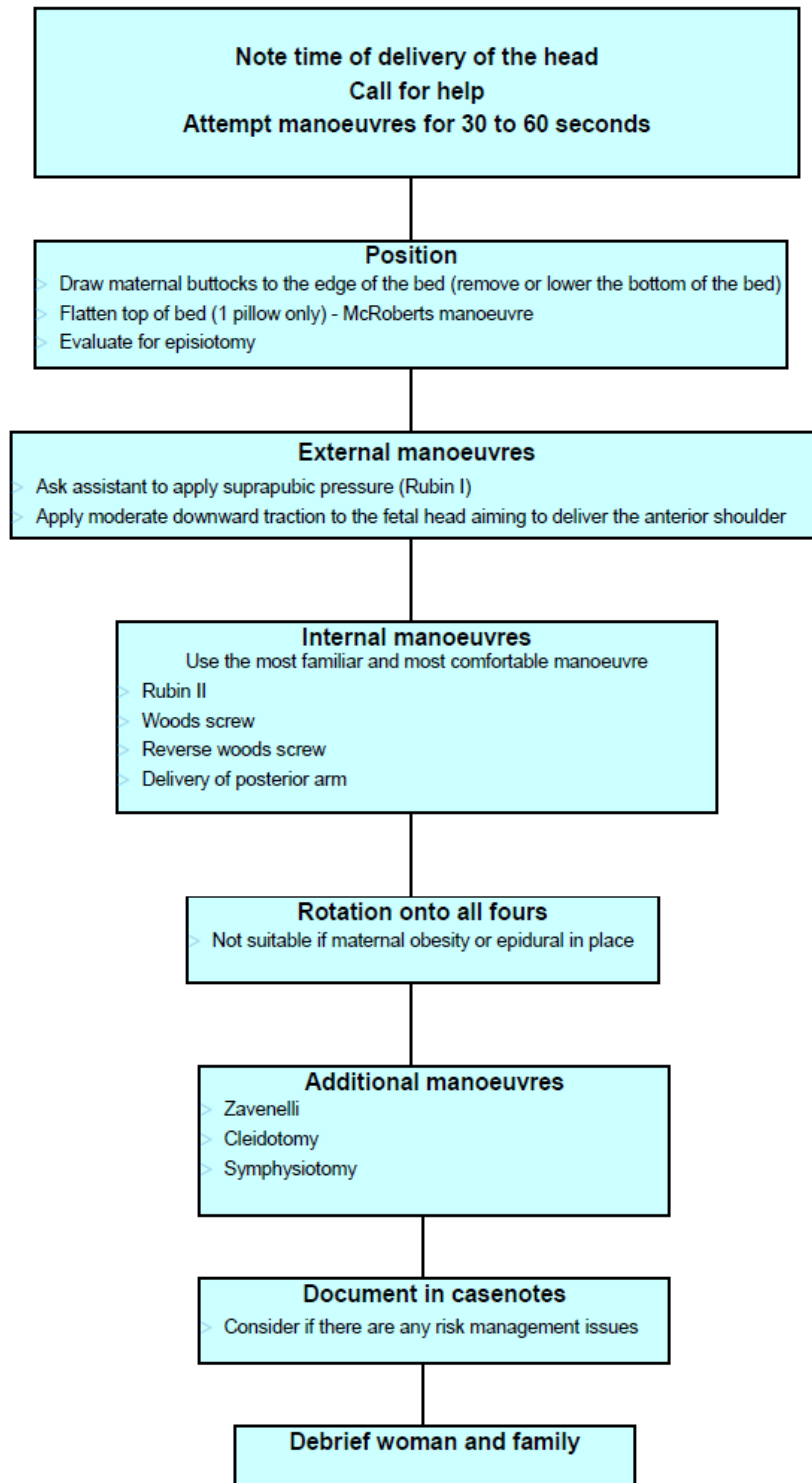 Note time of delivery of the head
Call for help
Attempt manoeuvres for 30 to 60 seconds
Position
> Draw maternal buttocks to the edge of the bed (remove or lower the bottom of the bed)
> Flatten top of bed (1 pillow only) - McRoberts manoeuvre
> Evaluate for episiotomy
External manoeuvres
> Ask assistant to apply suprapubic pressure (Rubin I)
> Apply moderate downward traction to the fetal head aiming to deliver the anterior shoulder
Internal manoeuvres
Use the most familiar and most comfortable manoeuvre
> Rubin II
> Woods screw
> Reverse woods screw
> Delivery of posterior arm
Rotation onto all fours
> Not suitable if maternal obesity or epidural in place
Additional manoeuvres
> Zavenelli
> Cleidotomy
> Symphysiotomy
Document in casenotes
> Consider if there are any risk management issues
Debrief woman and family